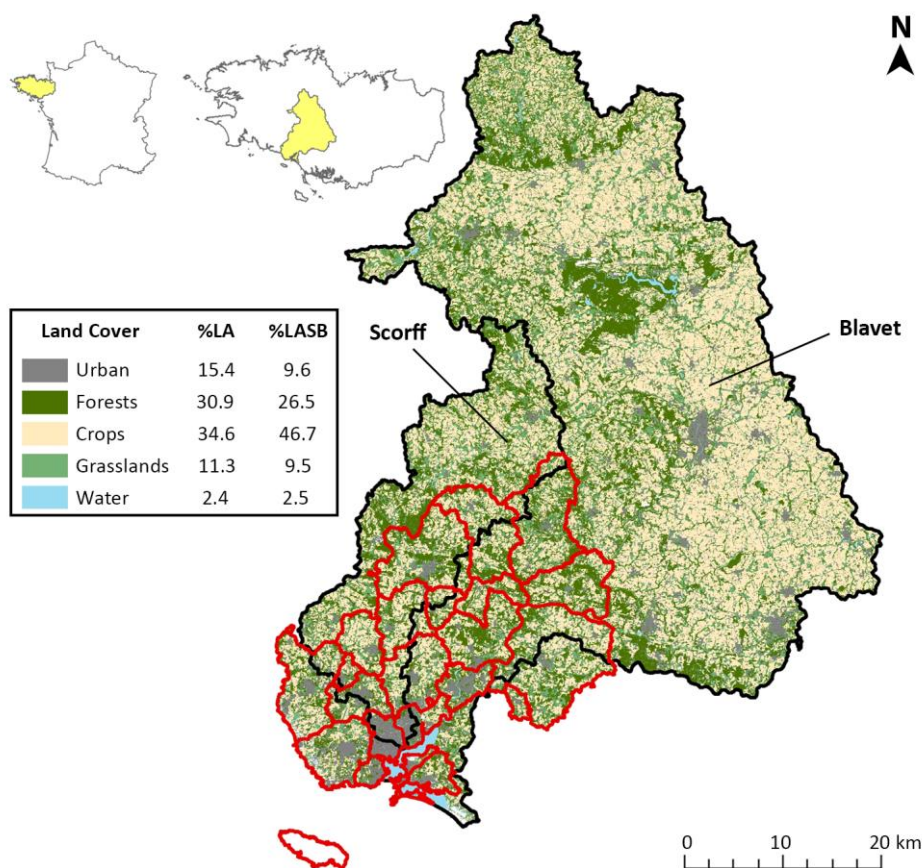 N
Scorff
Blavet
Land Cover %LA %LASB
Urban 15.4 9.6
Forests 30.9 26.5
Crops 34.6 46.7
Grasslands 11.3 9.5
Water 2.4 2.5
0 10 20 km